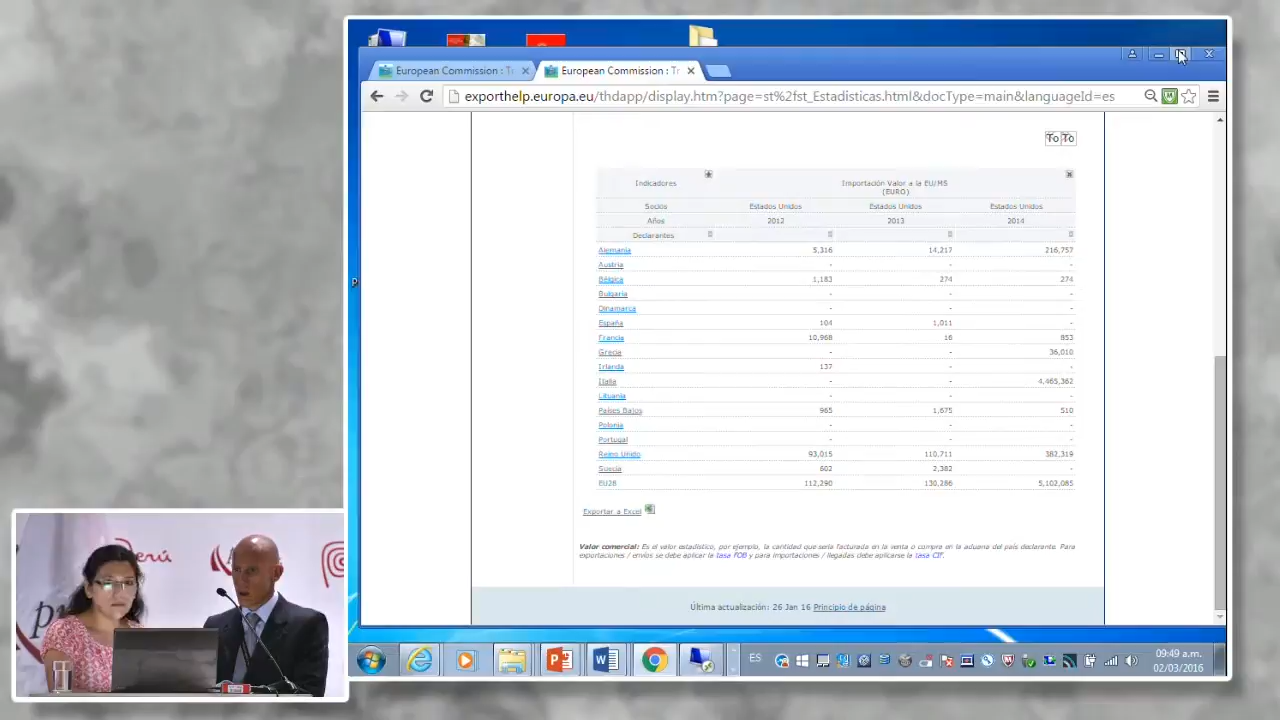 European Commission : Tr
European Commission : Tr
exporthelp.europa.eu/thdapp/display.htm?page=st%2fst_Estadisticas.html&docType=main&languageId=es
To To
Indicadores Importación Valor a la EU/MS
(EURO)
Socios Estados Unidos Estados Unidos Estados Unidos
Años 2012 2013 2014
Declarantes
Alemania 5,316 14,217 216,757
Austria - - -
Bélgica 1,183 274 274
Bulgaria - - -
Dinamarca - - -
España 104 1,011 -
Francia 10,968 16 853
Grecia - - 36,010
Irlanda 137 - -
Italia - - 4,465,362
Lituania - - -
Países Bajos 965 1,675 510
Polonia - - -
Portugal - - -
Reino Unido 93,015 110,711 382,319
Suecia 602 2,382 -
EU28 112,290 130,286 5,102,085
Exportar a Excel
Valor comercial: Es el valor estadístico, por ejemplo, la cantidad que sería facturada en la venta o compra en la aduana del país declarante. Para
exportaciones / envíos se debe aplicar la tasa FOB y para importaciones / llegadas debe aplicarse la tasa CIF.
Última actualización: 26 Jan 16 Principio de página
ES
09:49 a.m.
02/03/2016
Perú